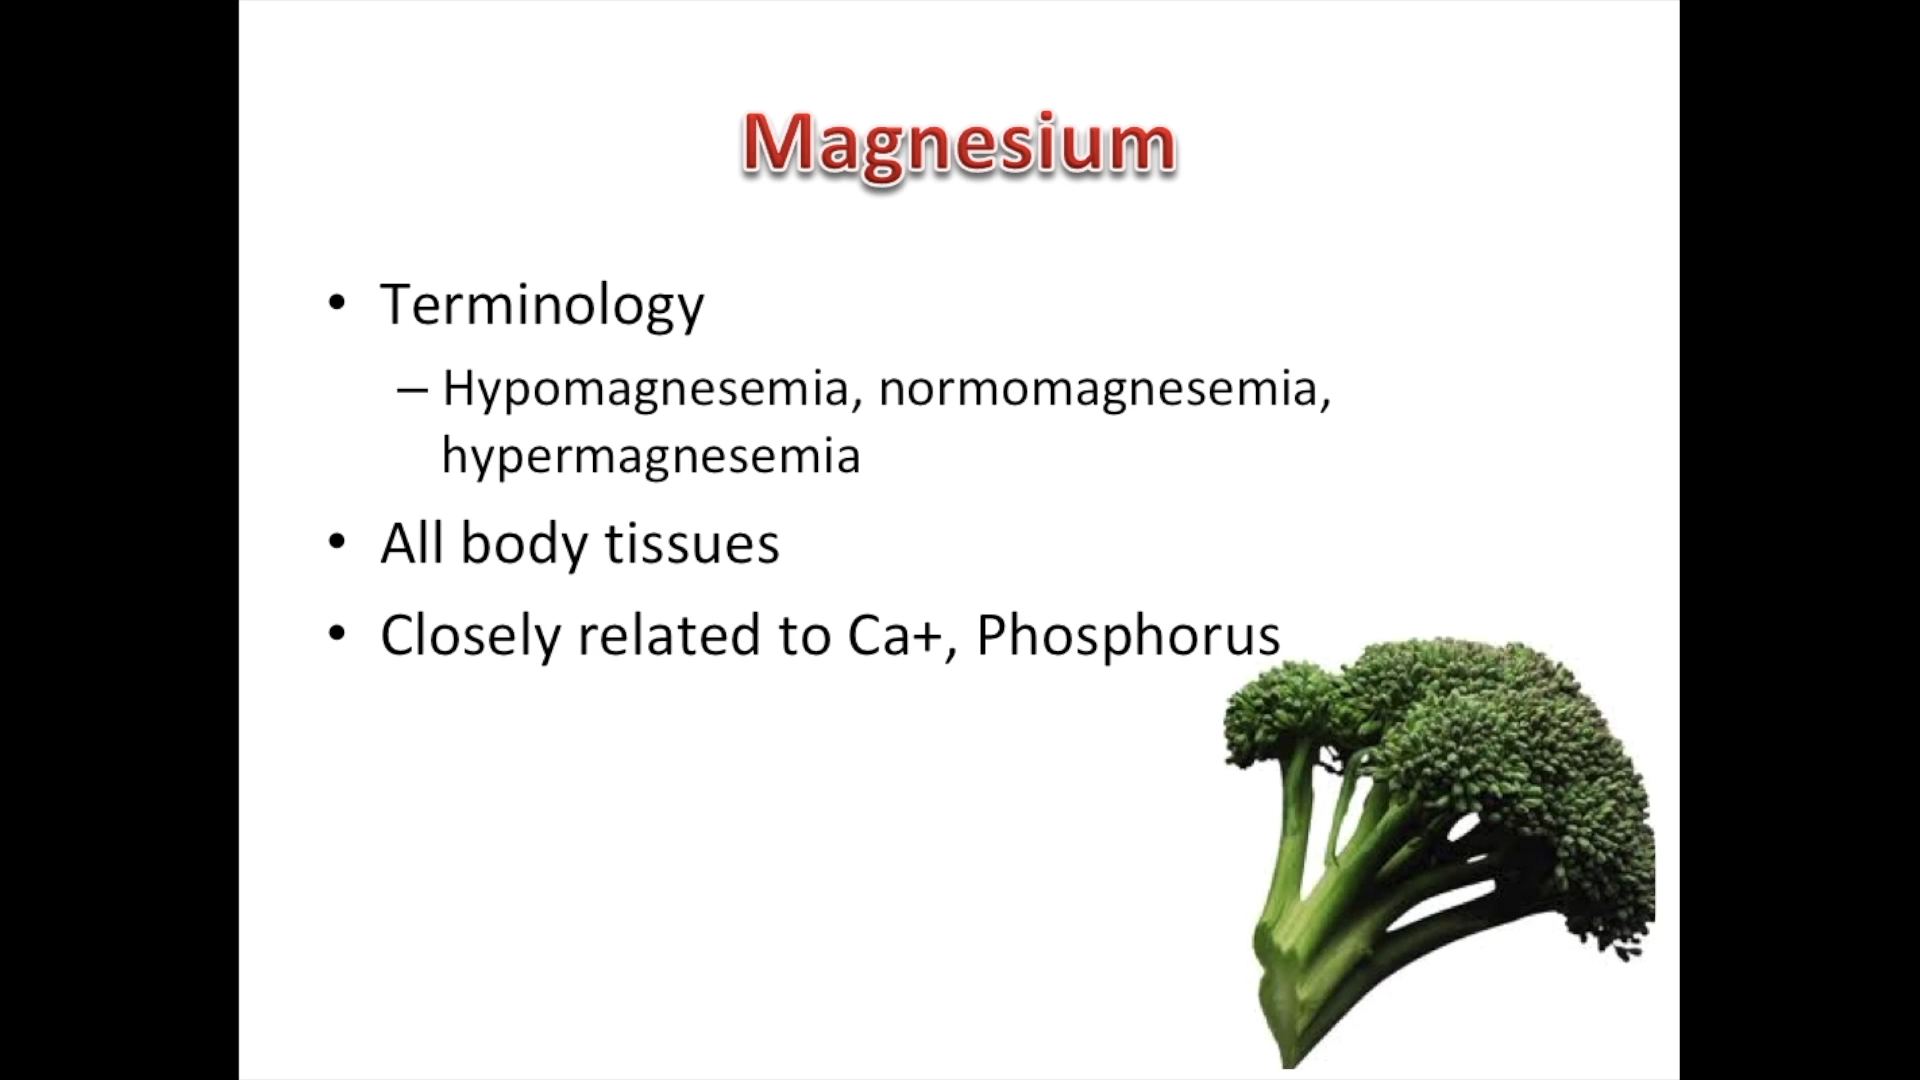 Magnesium
• Terminology
– Hypomagnesemia, normomagnesemia,
hypermagnesemia
• All body tissues
• Closely related to Ca+, Phosphorus